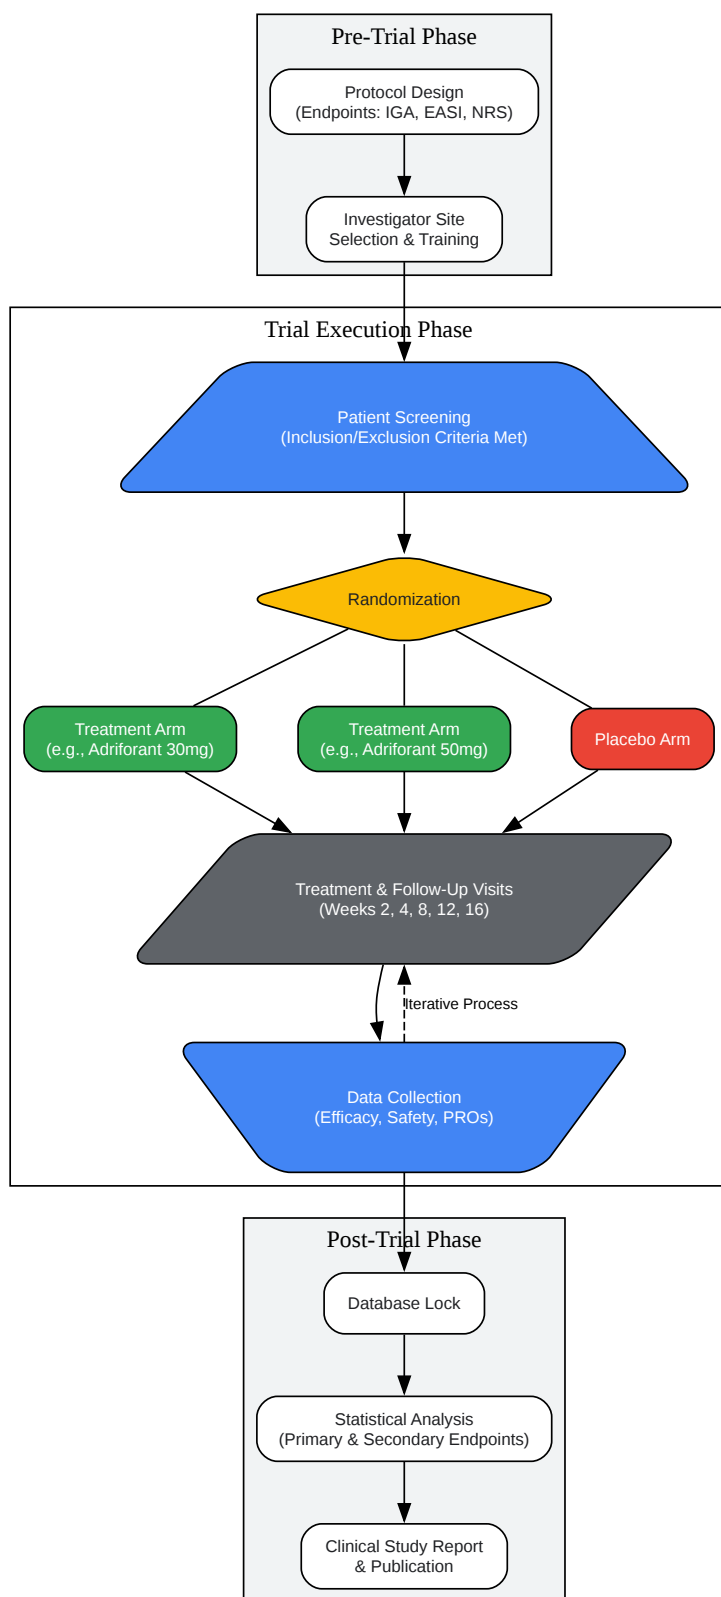 Pre-Trial Phase
Protocol Design
(Endpoints: IGA, EASI, NRS)
Investigator Site
Selection & Training
Trial Execution Phase
Patient Screening
(Inclusion/Exclusion Criteria Met)
Randomization
Treatment Arm
(e.g., Adriforant 30mg)
Treatment Arm
(e.g., Adriforant 50mg)
Placebo Arm
Treatment & Follow-Up Visits
(Weeks 2, 4, 8, 12, 16)
Iterative Process
Data Collection
(Efficacy, Safety, PROs)
Post-Trial Phase
Database Lock
Statistical Analysis
(Primary & Secondary Endpoints)
Clinical Study Report
& Publication